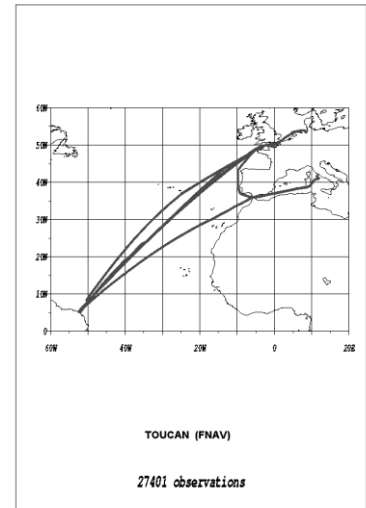 60N
50N
40N
30N
20N
10N
0
60W 40W 20W 0 20E
TOUCAN (FNAV)
27401 observations